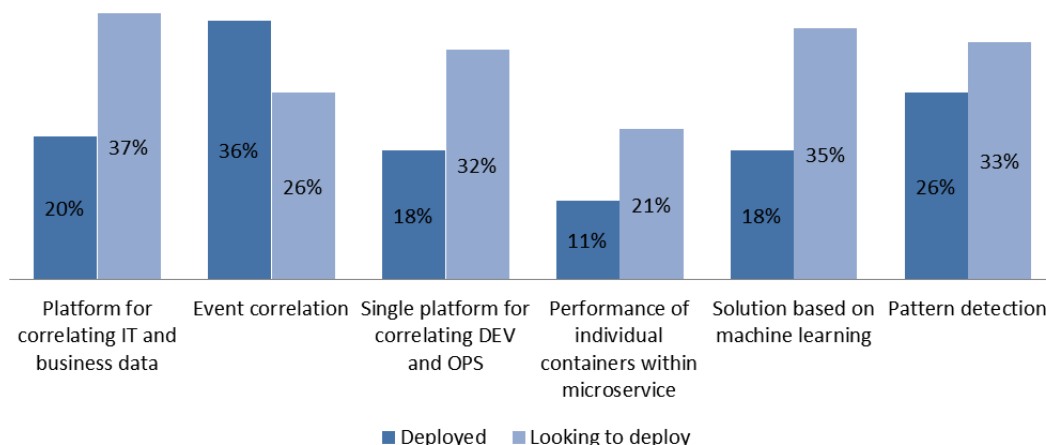 37%
36%
35%
33%
32%
26%
26%
20%
21%
18%
18%
11%
Platform for
correlating IT and
business data
Event correlation
Single platform for
correlating DEV
and OPS
Performance of
individual
containers within
microservice
Solution based on
machine learning
Pattern detection
Deployed
Looking to deploy